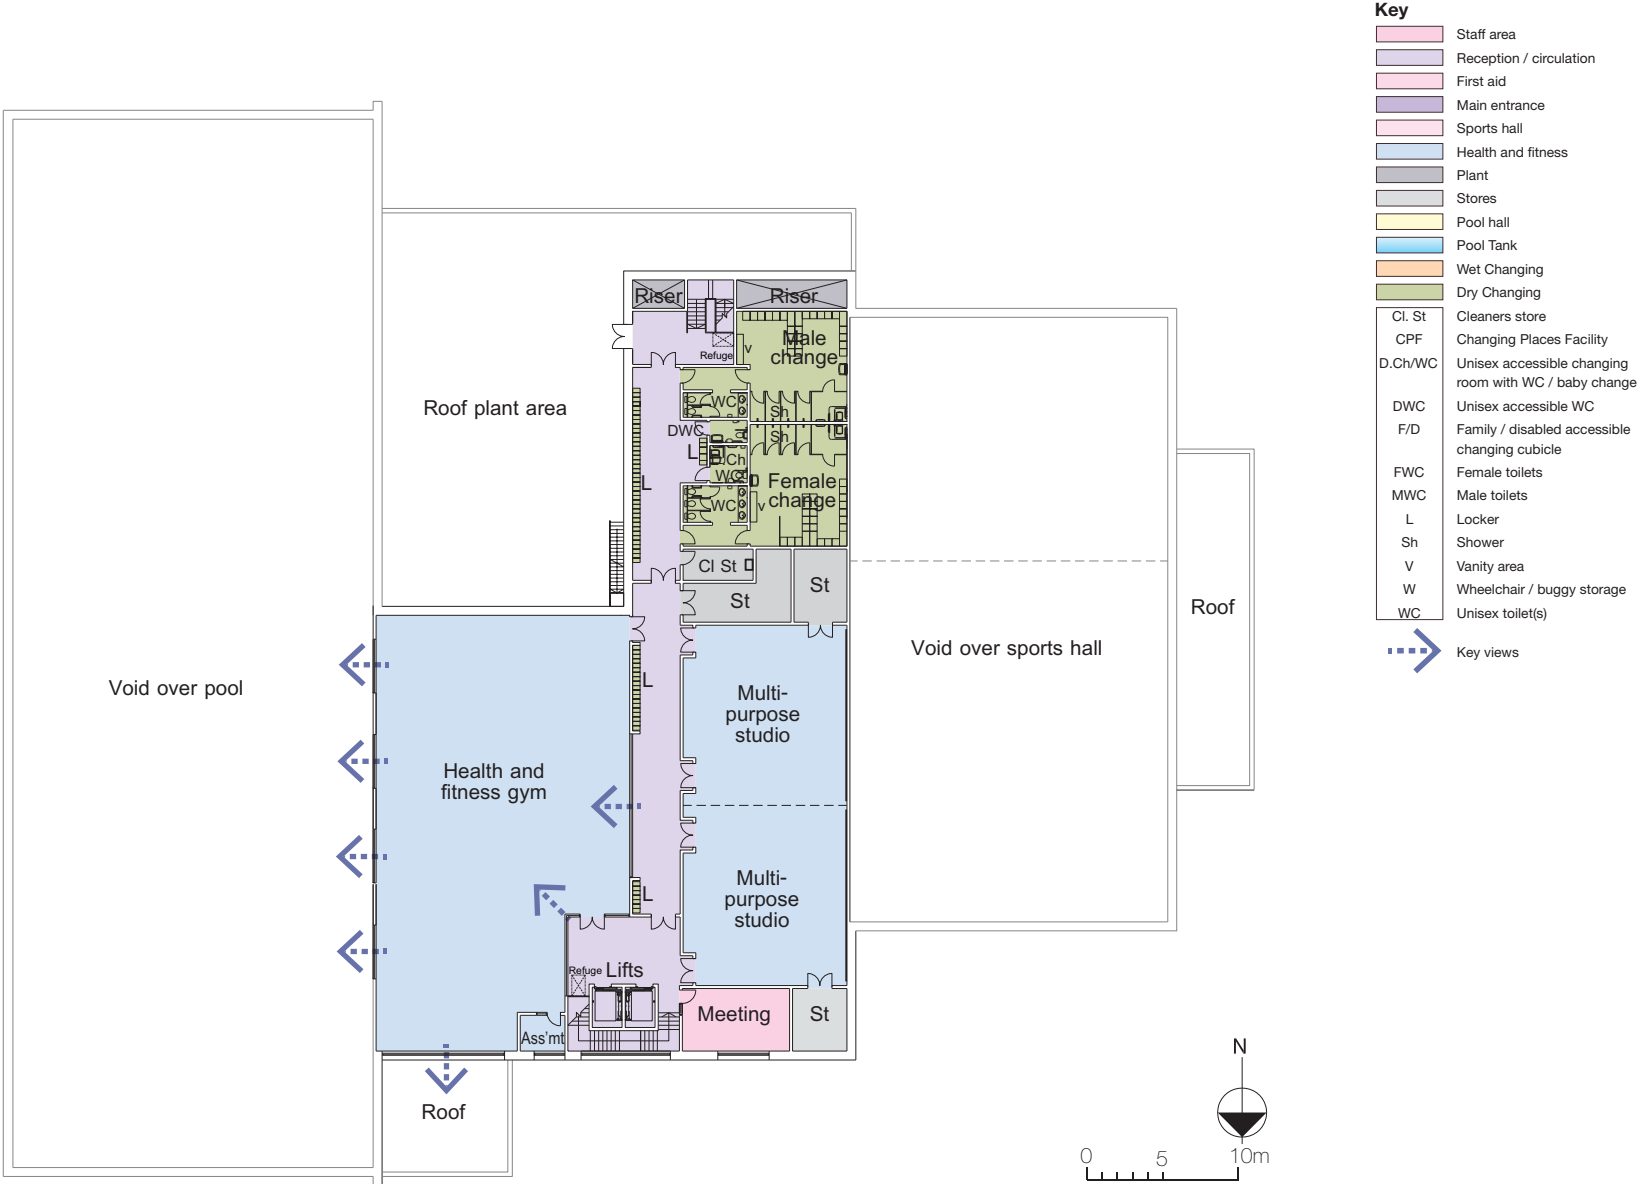 Key
Staff area
Reception / circulation
First aid
Main entrance
Sports hall
Health and fitness
Plant
Stores
Pool hall
Pool Tank
Wet Changing
Dry Changing
Cl. St Cleaners store
CPF Changing Places Facility
D.Ch/WC Unisex accessible changing
room with WC / baby change
DWC Unisex accessible WC
F/D Family / disabled accessible
changing cubicle
FWC Female toilets
MWC Male toilets
L Locker
Sh Shower
V Vanity area
W Wheelchair / buggy storage
WC Unisex toilet(s)
Key views
Riser
Riser
Refuge
v
Male
change
Roof plant area
WC
Sh
DWC
Sh
L
D.Ch
WC
L
Female
change
WC
v
Cl St
St
St
Roof
Void over sports hall
Void over pool
L
Multi-
purpose
studio
Health and
fitness gym
L
Multi-
purpose
studio
Refuge
Lifts
Meeting
St
Ass'mt
Roof
N
0 5 10m